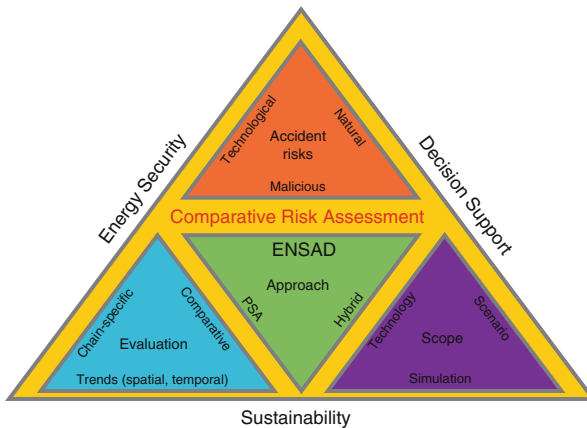 Energy Security
Decision Support
Technological
Natural
Accident
risks
Malicious
Comparative Risk Assessment
ENSAD
Approach
PSA
Hybrid
Chain-specific
Comparative
Evaluation
Trends (spatial, temporal)
Technology
Scenario
Scope
Simulation
Sustainability